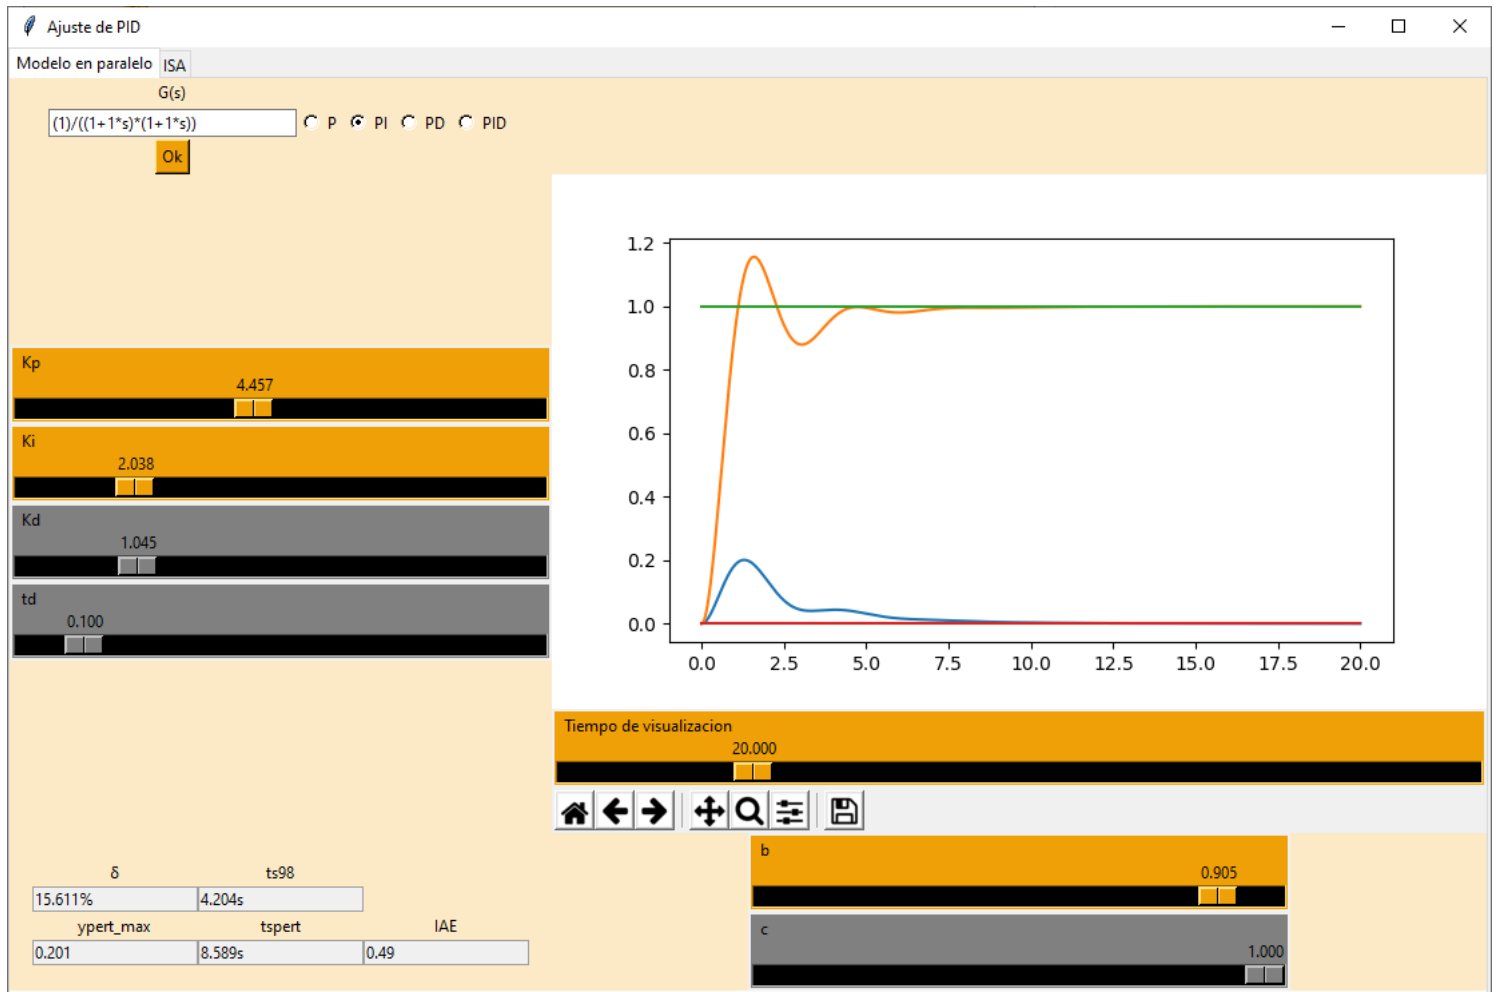 Ajuste de PID
Modelo en paralelo ISA
G(s)
(1)/((1+1*s)*(1+1*s)) P PI PD PID
Ok
Kp
4.457
Ki
2.038
Kd
1.045
td
0.100
1.2
1.0
0.8
0.6
0.4
0.2
0.0
0.0 2.5 5.0 7.5 10.0 12.5 15.0 17.5 20.0
Tiempo de visualizacion
20.000
b
0.905
c
1.000
δ ts98
15.611% 4.204s
ypert_max tspert IAE
0.201 8.589s 0.49